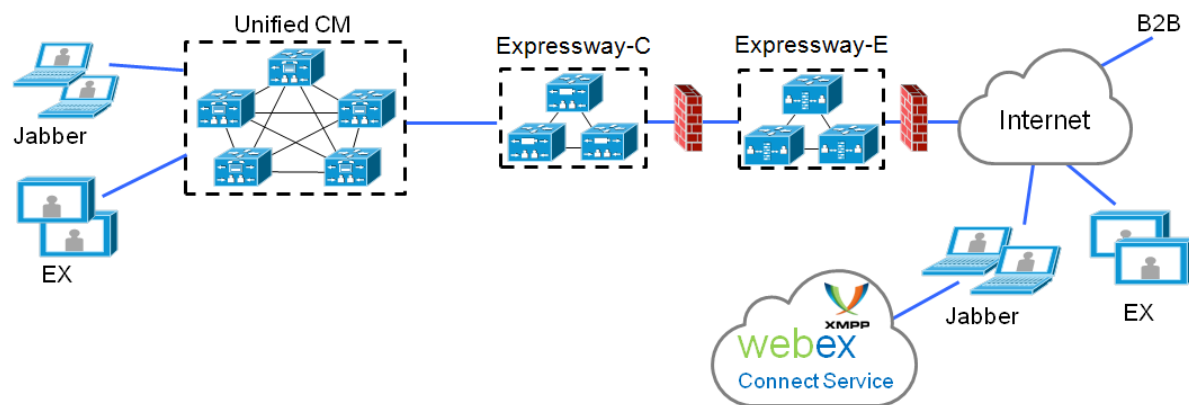 Unified CM
B2B
Expressway-C
Expressway-E
Jabber
Internet
EX
Jabber
EX
XMPP
webex
Connect Service